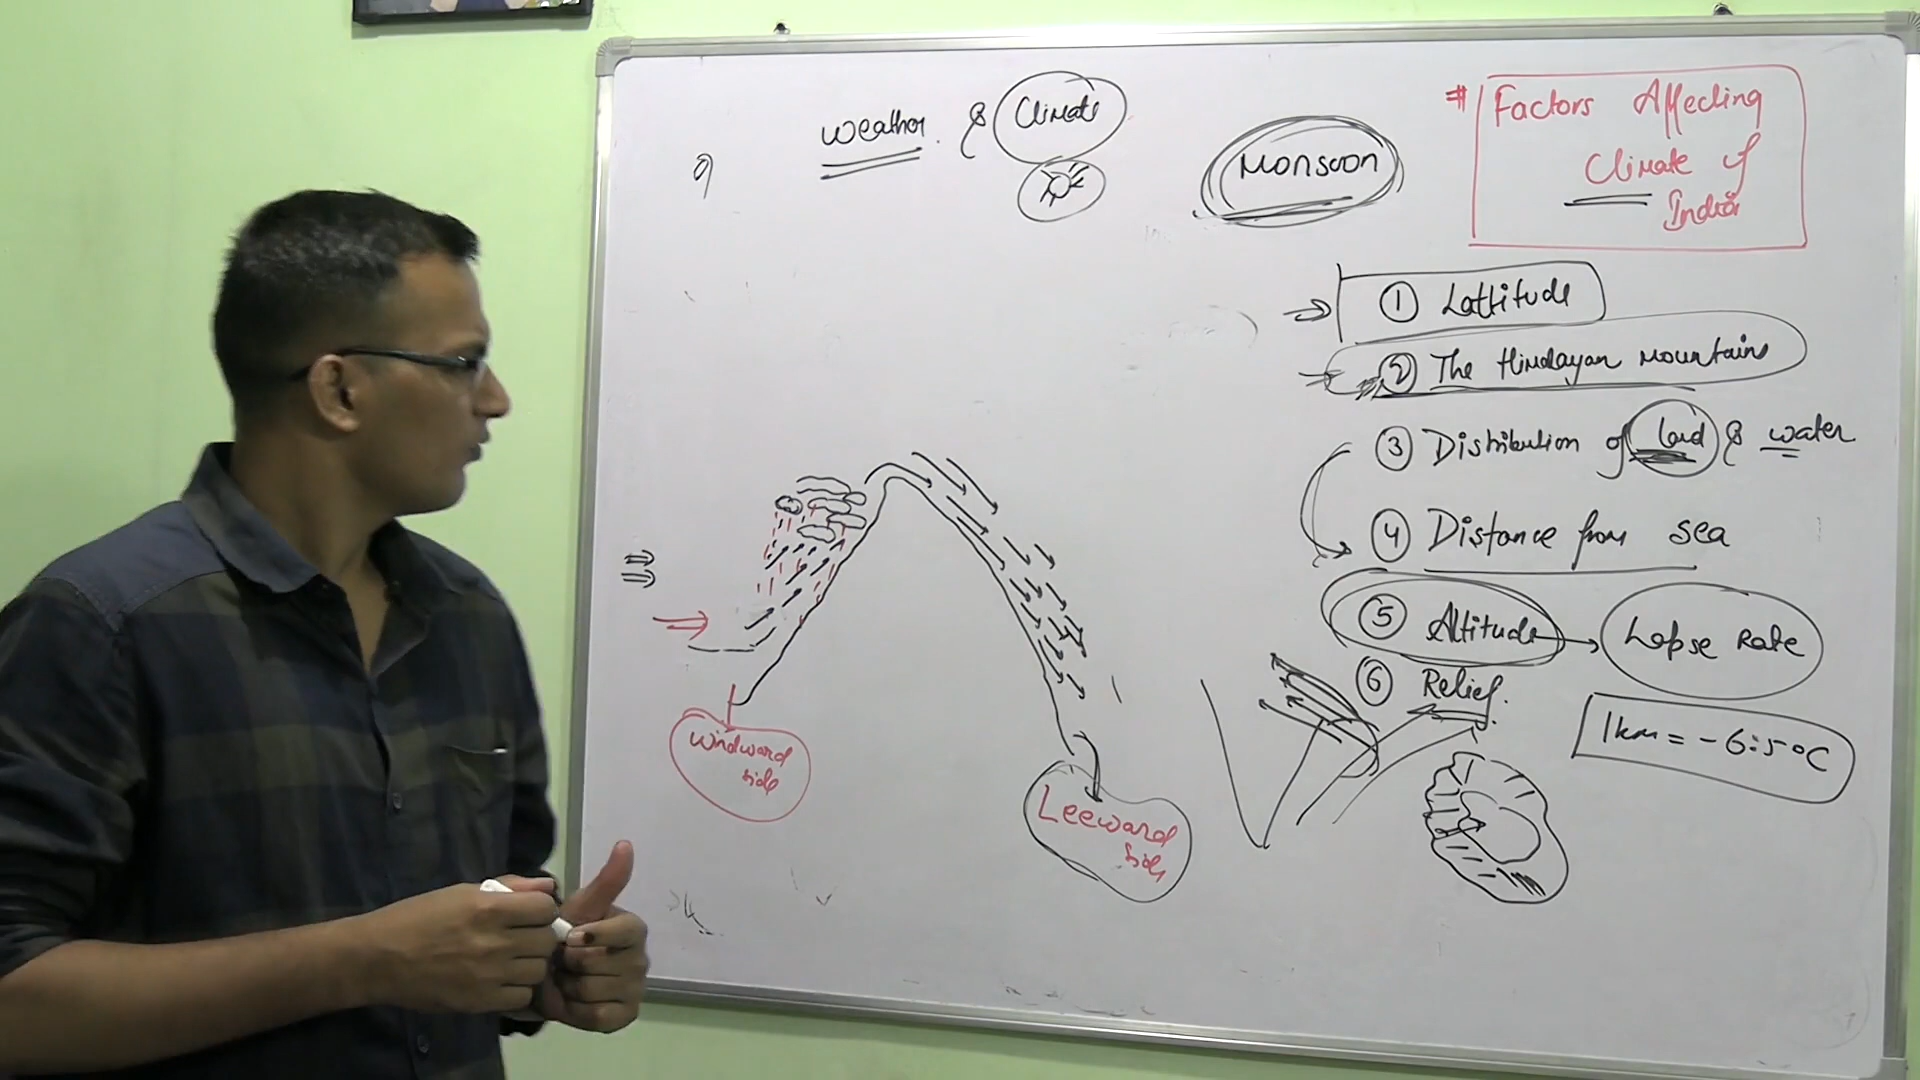 Weather & Climate
Monsoon
# Factors Affecting
Climate of
India
① Lattitude
② The Himalayan Mountains
③ Distribution of land & water
④ Distance from sea
⑤ Altitude → Lapse Rate
⑥ Relief.
1km = -6.5°C
Windward
side
Leeward
side